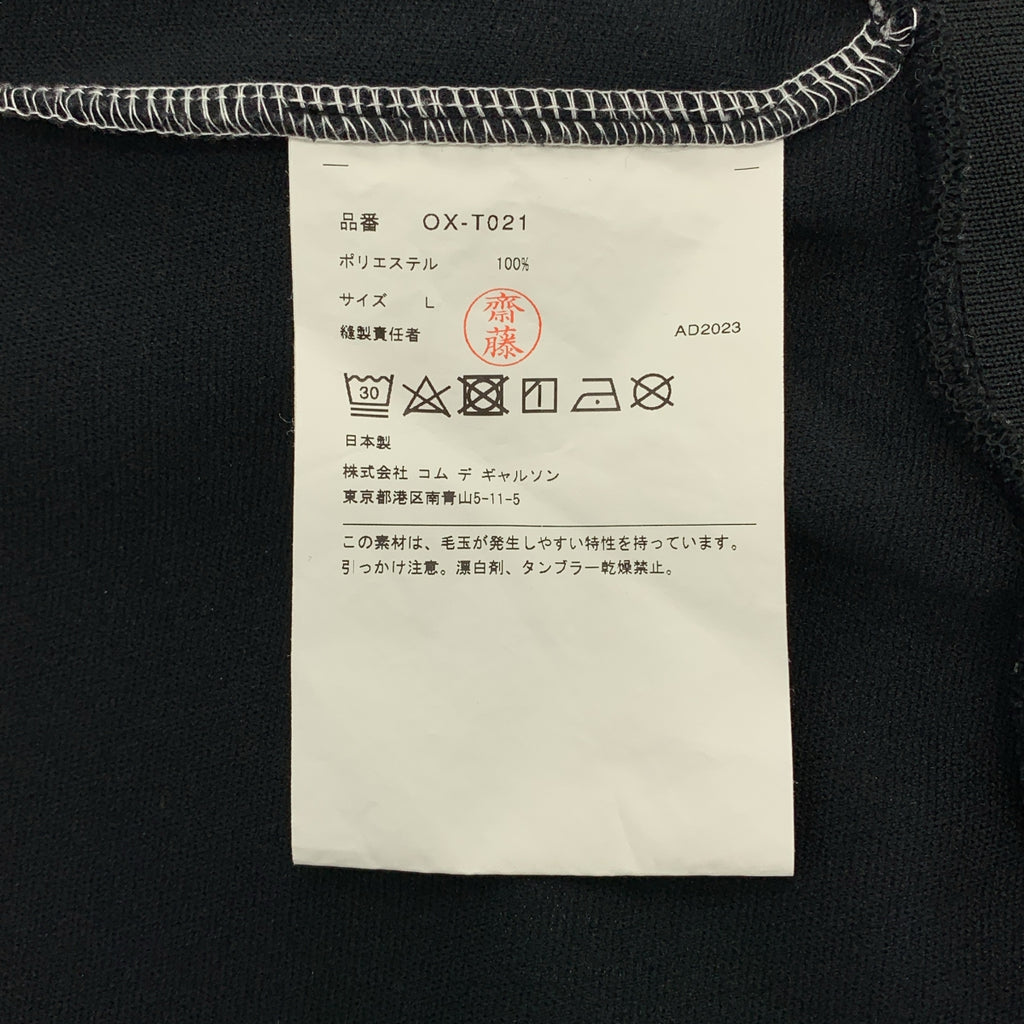 品番 OX-T021
ポリエステル 100%
サイズ L
縫製責任者
齋藤
AD2023
30
日本製
株式会社 コム デ ギャルソン
東京都港区南青山5-11-5
この素材は、毛玉が発生しやすい特性を持っています。
引っかけ注意。漂白剤、タンブラー乾燥禁止。